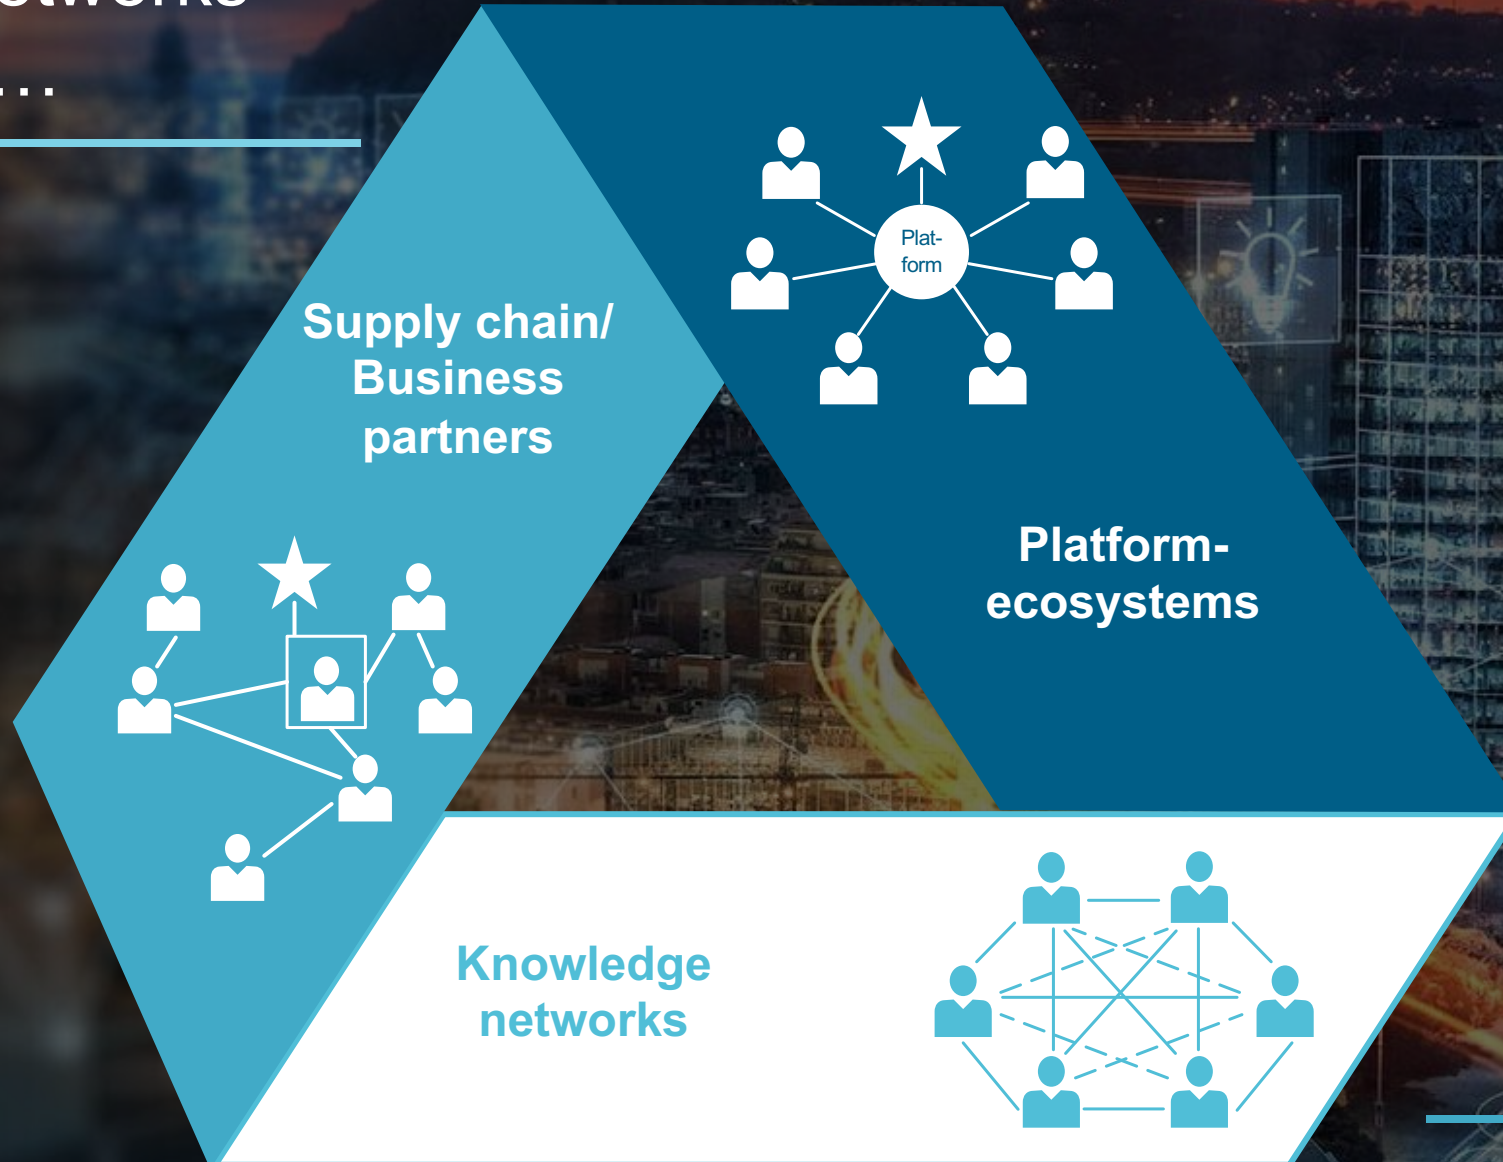 ...
Supply chain/
Business
partners
Plat-
form
Platform-
ecosystems
Knowledge
networks